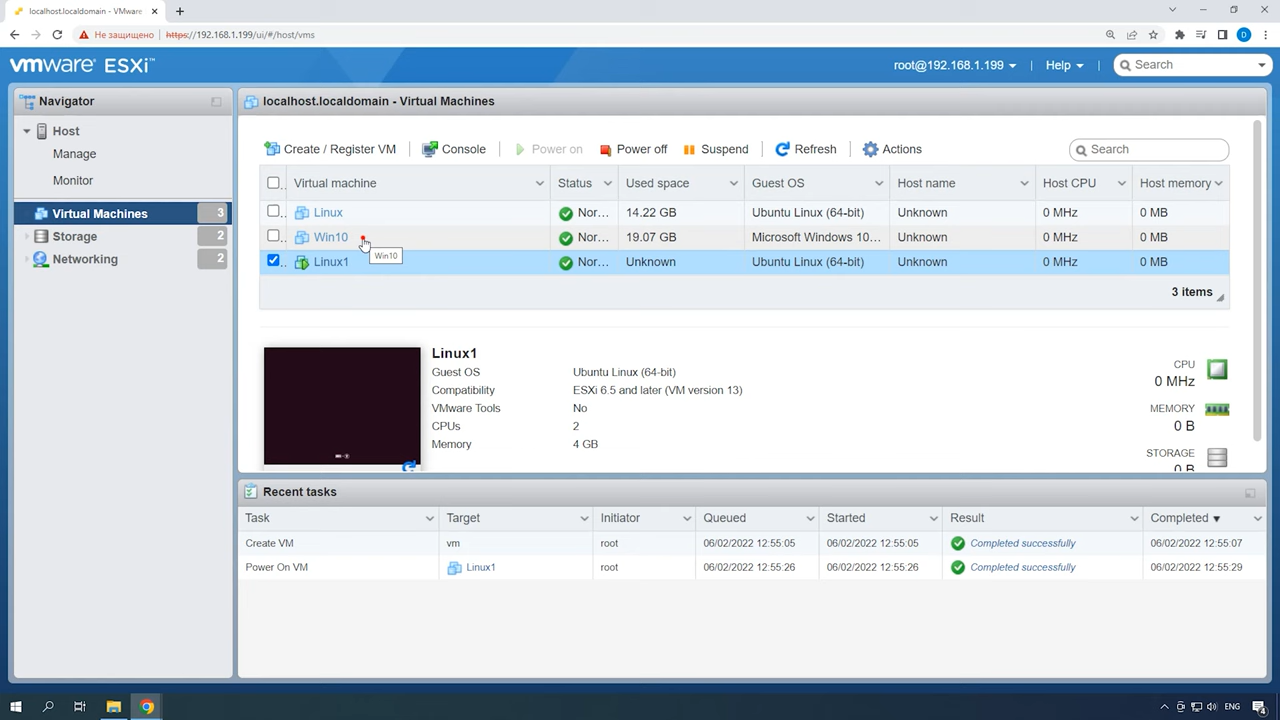 localhost.localdomain - VMware
Не защищено https://192.168.1.199/ui/#/host/vms D
vmware ESXi™ root@192.168.1.199 Help Search
Navigator
Host
Manage
Monitor
Virtual Machines 3
Storage 2
Networking 2
localhost.localdomain - Virtual Machines
Create / Register VM Console Power on Power off Suspend Refresh Actions Search
Virtual machine Status Used space Guest OS Host name Host CPU Host memory
Linux Nor... 14.22 GB Ubuntu Linux (64-bit) Unknown 0 MHz 0 MB
Win10 Nor... 19.07 GB Microsoft Windows 10... Unknown 0 MHz 0 MB
Win10
Linux1 Nor... Unknown Ubuntu Linux (64-bit) Unknown 0 MHz 0 MB
3 items
Linux1
Guest OS Ubuntu Linux (64-bit)
Compatibility ESXi 6.5 and later (VM version 13)
VMware Tools No
CPUs 2
Memory 4 GB
CPU
0 MHz
MEMORY
0 B
STORAGE
0 B
Recent tasks
Task Target Initiator Queued Started Result Completed
Create VM vm root 06/02/2022 12:55:05 06/02/2022 12:55:05 Completed successfully 06/02/2022 12:55:07
Power On VM Linux1 root 06/02/2022 12:55:26 06/02/2022 12:55:26 Completed successfully 06/02/2022 12:55:29
ENG 4